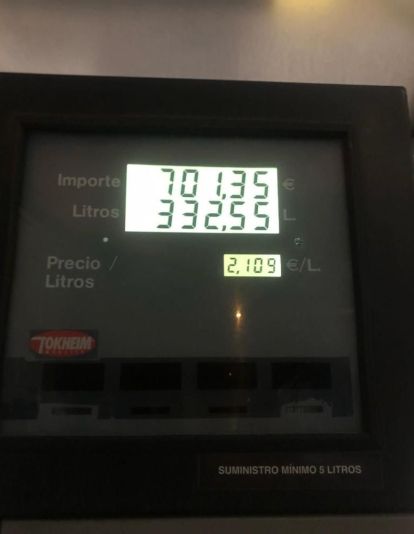 Importe 701,35 €
Litros 332,55 L.
Precio / 2,109 €/L.
Litros
TOKHEIM
SUMINISTRO MÍNIMO 5 LITROS